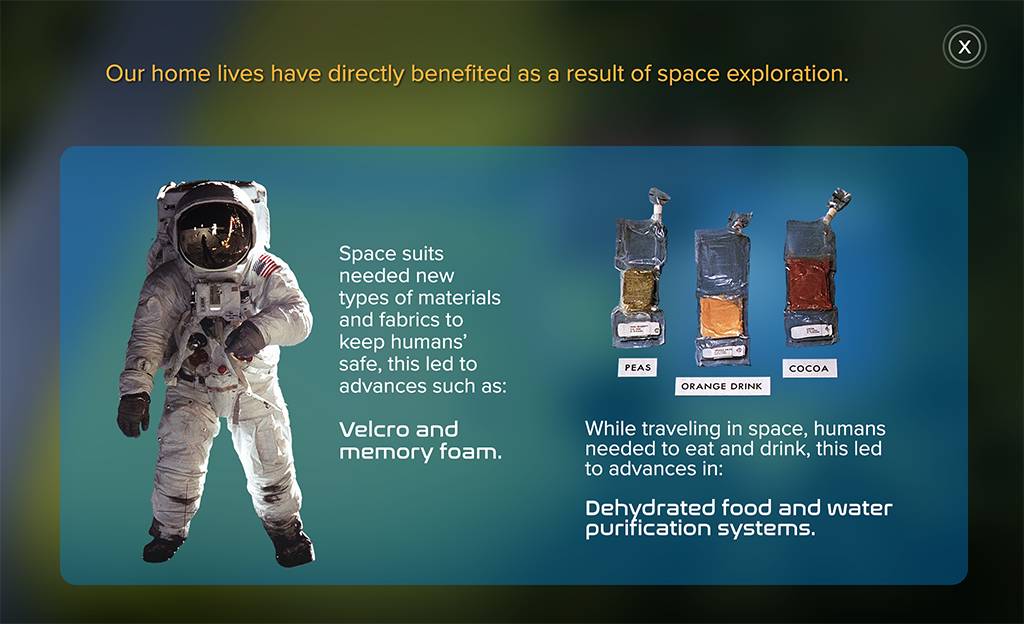 X
Our home lives have directly benefited as a result of space exploration.
Space suits
needed new
types of materials
and fabrics to
keep humans’
safe, this led to
advances such as:
Velcro and
memory foam.
PEAS
ORANGE DRINK
COCOA
While traveling in space, humans
needed to eat and drink, this led
to advances in:
Dehydrated food and water
purification systems.